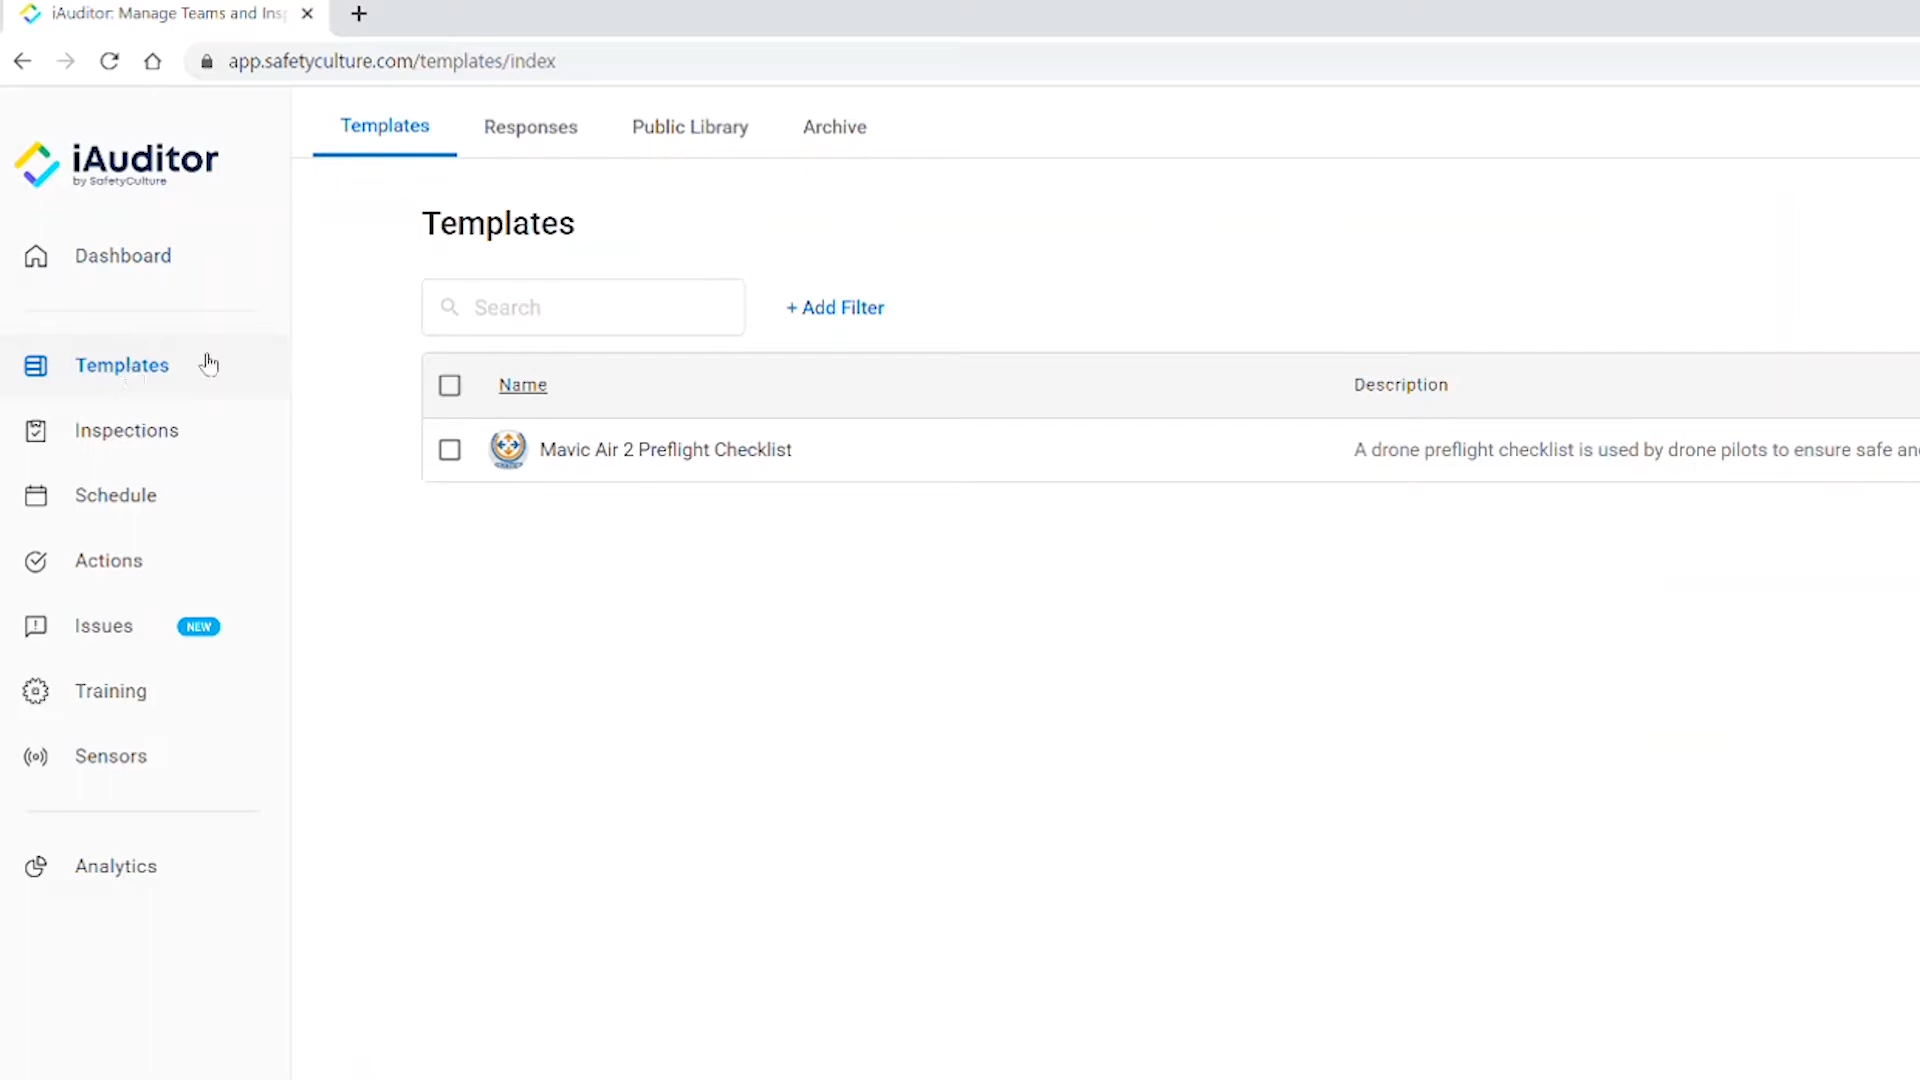 iAuditor: Manage Teams and Insp
app.safetyculture.com/templates/index
Templates Responses Public Library Archive
iAuditor
by SafetyCulture
Templates
Dashboard
Search + Add Filter
Templates
Name Description
Inspections
Mavic Air 2 Preflight Checklist A drone preflight checklist is used by drone pilots to ensure safe an
Schedule
Actions
Issues NEW
Training
Sensors
Analytics